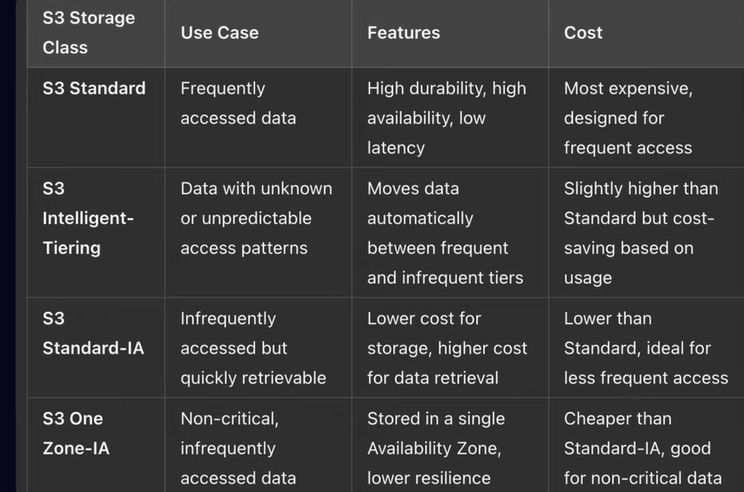 S3 Storage
Class
Use Case
Features
Cost
S3 Standard
Frequently
accessed data
High durability, high
availability, low
latency
Most expensive,
designed for
frequent access
S3
Intelligent-
Tiering
Data with unknown
or unpredictable
access patterns
Moves data
automatically
between frequent
and infrequent tiers
Slightly higher than
Standard but cost-
saving based on
usage
S3
Standard-IA
Infrequently
accessed but
quickly retrievable
Lower cost for
storage, higher cost
for data retrieval
Lower than
Standard, ideal for
less frequent access
S3 One
Zone-IA
Non-critical,
infrequently
accessed data
Stored in a single
Availability Zone,
lower resilience
Cheaper than
Standard-IA, good
for non-critical data